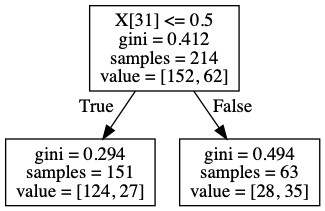 X[31] <= 0.5
gini = 0.412
samples = 214
value = [152, 62]
True
False
gini = 0.294
samples = 151
value = [124, 27]
gini = 0.494
samples = 63
value = [28, 35]